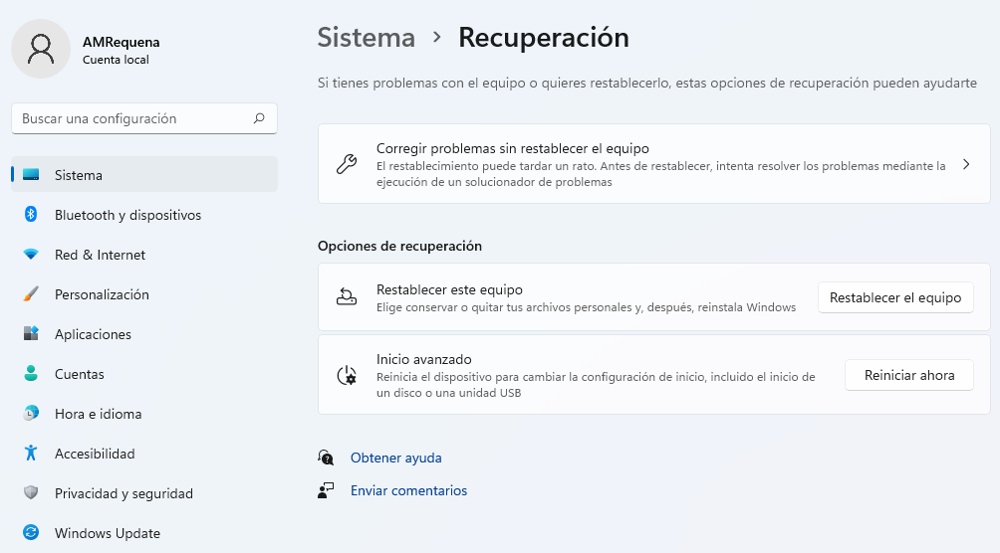 AMRequena
Cuenta local
Buscar una configuración
Sistema
Bluetooth y dispositivos
Red & Internet
Personalización
Aplicaciones
Cuentas
Hora e idioma
Accesibilidad
Privacidad y seguridad
Windows Update
Sistema › Recuperación
Si tienes problemas con el equipo o quieres restablecerlo, estas opciones de recuperación pueden ayudarte
Corregir problemas sin restablecer el equipo
El restablecimiento puede tardar un rato. Antes de restablecer, intenta resolver los problemas mediante la
ejecución de un solucionador de problemas
Opciones de recuperación
Restablecer este equipo
Elige conservar o quitar tus archivos personales y, después, reinstala Windows
Restablecer el equipo
Inicio avanzado
Reinicia el dispositivo para cambiar la configuración de inicio, incluido el inicio de
un disco o una unidad USB
Reiniciar ahora
Obtener ayuda
Enviar comentarios